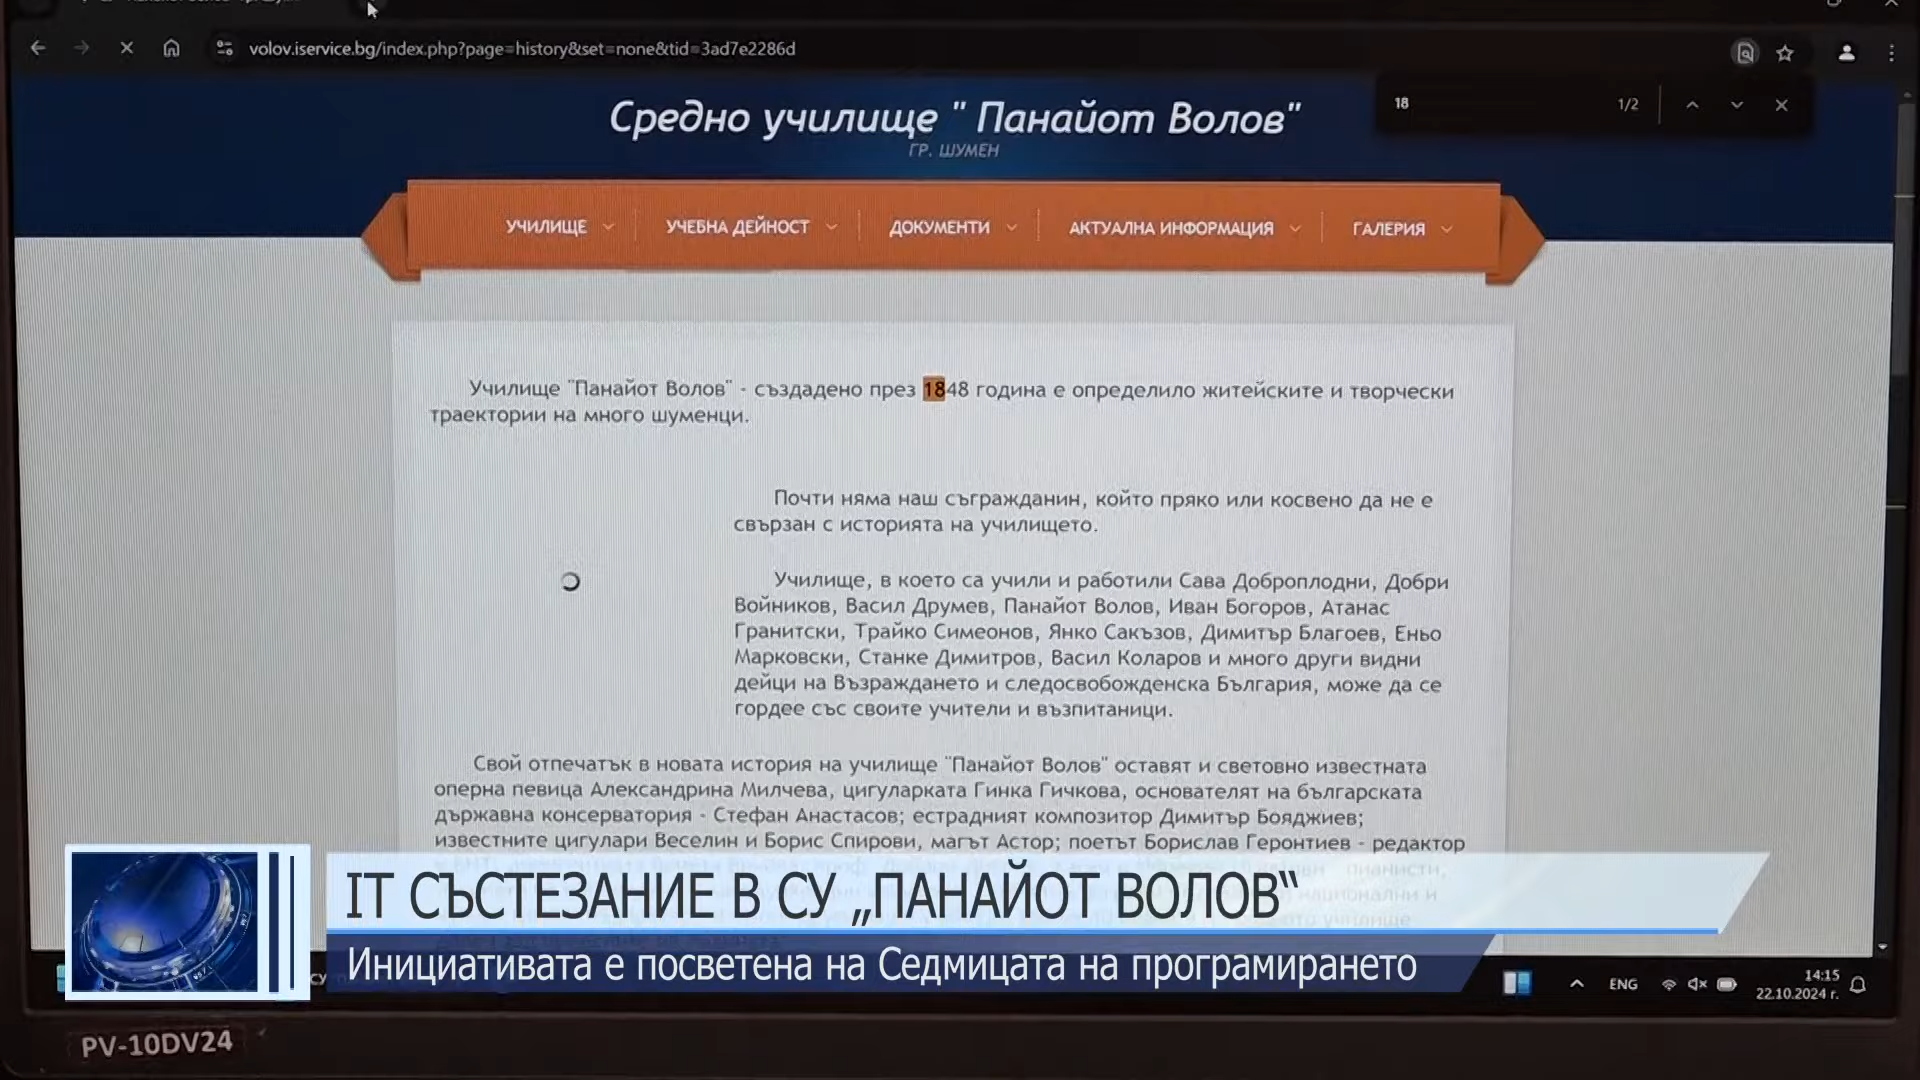 volov.iservice.bg/index.php?page=history&set=none&tid=3ad7e2286d
18
1/2
Средно училище " Панайот Волов"
ГР. ШУМЕН
УЧИЛИЩЕ
УЧЕБНА ДЕЙНОСТ
ДОКУМЕНТИ
АКТУАЛНА ИНФОРМАЦИЯ
ГАЛЕРИЯ
Училище "Панайот Волов" - създадено през 1848 година е определило житейските и творчески
траектории на много шуменци.
Почти няма наш съгражданин, който пряко или косвено да не е
свързан с историята на училището.
Училище, в което са учили и работили Сава Доброплодни, Добри
Войников, Васил Друмев, Панайот Волов, Иван Богоров, Атанас
Гранитски, Трайко Симеонов, Янко Сакъзов, Димитър Благоев, Еньо
Марковски, Станке Димитров, Васил Коларов и много други видни
дейци на Възраждането и следосвобожденска България, може да се
гордее със своите учители и възпитаници.
Свой отпечатък в новата история на училище "Панайот Волов" оставят и световно известната
оперна певица Александрина Милчева, цигуларката Гинка Гичкова, основателят на българската
държавна консерватория - Стефан Анастасов; естрадният композитор Димитър Бояджиев;
известните цигулари Веселин и Борис Спирови, магът Астор; поетът Борислав Геронтиев - редактор
пианисти,
национални и
училище
IT СЪСТЕЗАНИЕ В СУ „ПАНАЙОТ ВОЛОВ“
Инициативата е посветена на Седмицата на програмирането
ENG
14:15
22.10.2024 г.
PV-10DV24